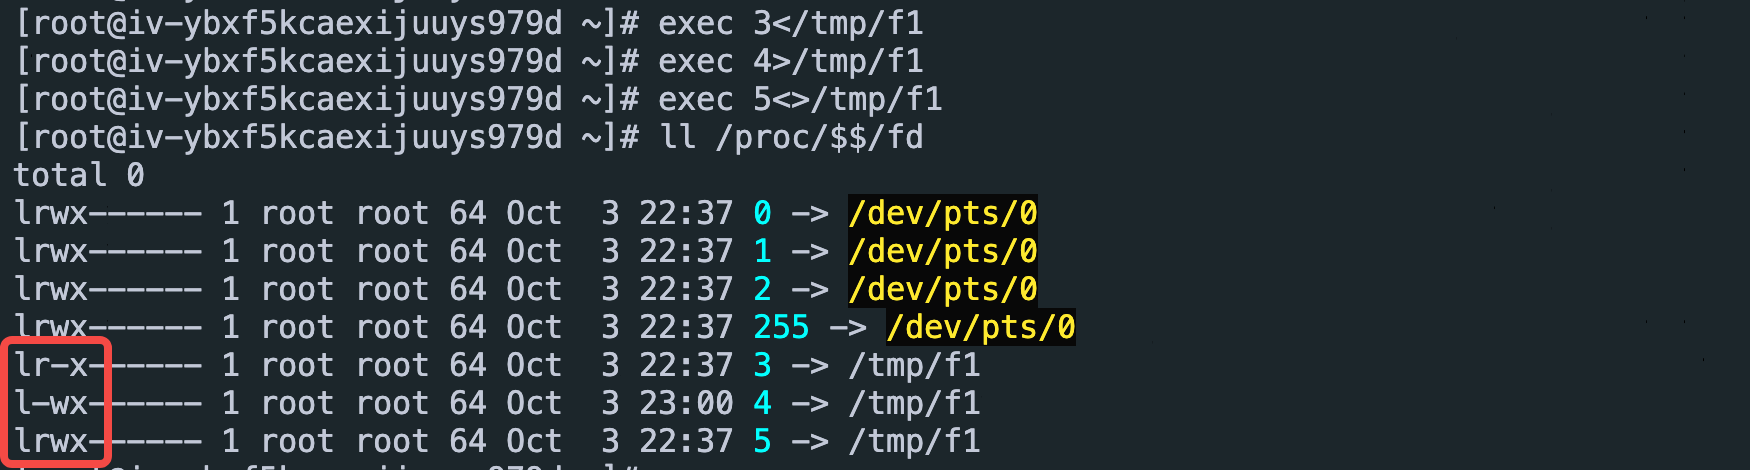 [root@iv-ybxf5kcaexijuuys979d ~]# exec 3</tmp/f1
[root@iv-ybxf5kcaexijuuys979d ~]# exec 4>/tmp/f1
[root@iv-ybxf5kcaexijuuys979d ~]# exec 5<>/tmp/f1
[root@iv-ybxf5kcaexijuuys979d ~]# ll /proc/$$/fd
total 0
lrwx------ 1 root root 64 Oct  3 22:37 0 -> /dev/pts/0
lrwx------ 1 root root 64 Oct  3 22:37 1 -> /dev/pts/0
lrwx------ 1 root root 64 Oct  3 22:37 2 -> /dev/pts/0
lrwx------ 1 root root 64 Oct  3 22:37 255 -> /dev/pts/0
lr-x------ 1 root root 64 Oct  3 22:37 3 -> /tmp/f1
l-wx------ 1 root root 64 Oct  3 23:00 4 -> /tmp/f1
lrwx------ 1 root root 64 Oct  3 22:37 5 -> /tmp/f1